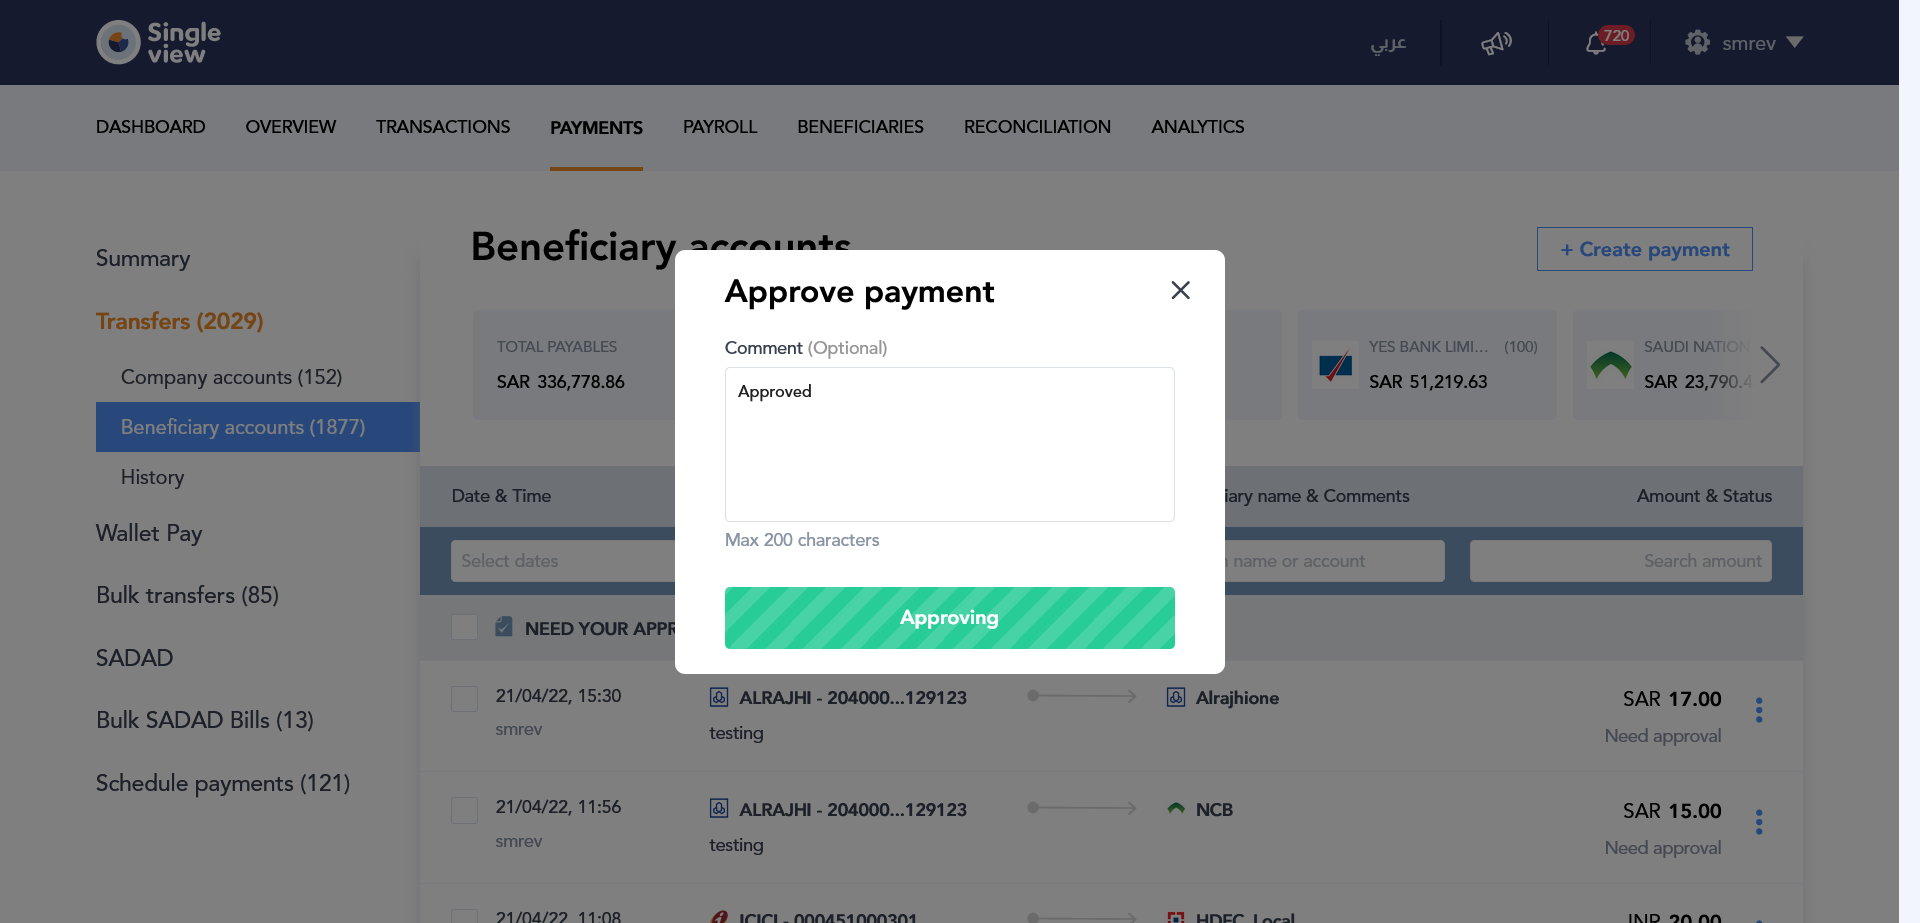 Single
view
عربي
720
smrev
DASHBOARD OVERVIEW TRANSACTIONS PAYMENTS PAYROLL BENEFICIARIES RECONCILIATION ANALYTICS
Summary
Transfers (2029)
Company accounts (152)
Beneficiary accounts (1877)
History
Wallet Pay
Bulk transfers (85)
SADAD
Bulk SADAD Bills (13)
Schedule payments (121)
Beneficiary accounts
+ Create payment
TOTAL PAYABLES
SAR 336,778.86
YES BANK LIMI... (100)
SAR 51,219.63
SAUDI NATION
SAR 23,790.4
Approve payment
Comment (Optional)
Approved
Max 200 characters
Approving
Date & Time
iary name & Comments
Amount & Status
Select dates
name or account
Search amount
NEED YOUR APPR
21/04/22, 15:30
smrev
ALRAJHI - 204000...129123
testing
Alrajhione
SAR 17.00
Need approval
21/04/22, 11:56
smrev
ALRAJHI - 204000...129123
testing
NCB
SAR 15.00
Need approval
21/04/22, 11:08
ICICI - 000451000301
HDFC Local
INR 20.00